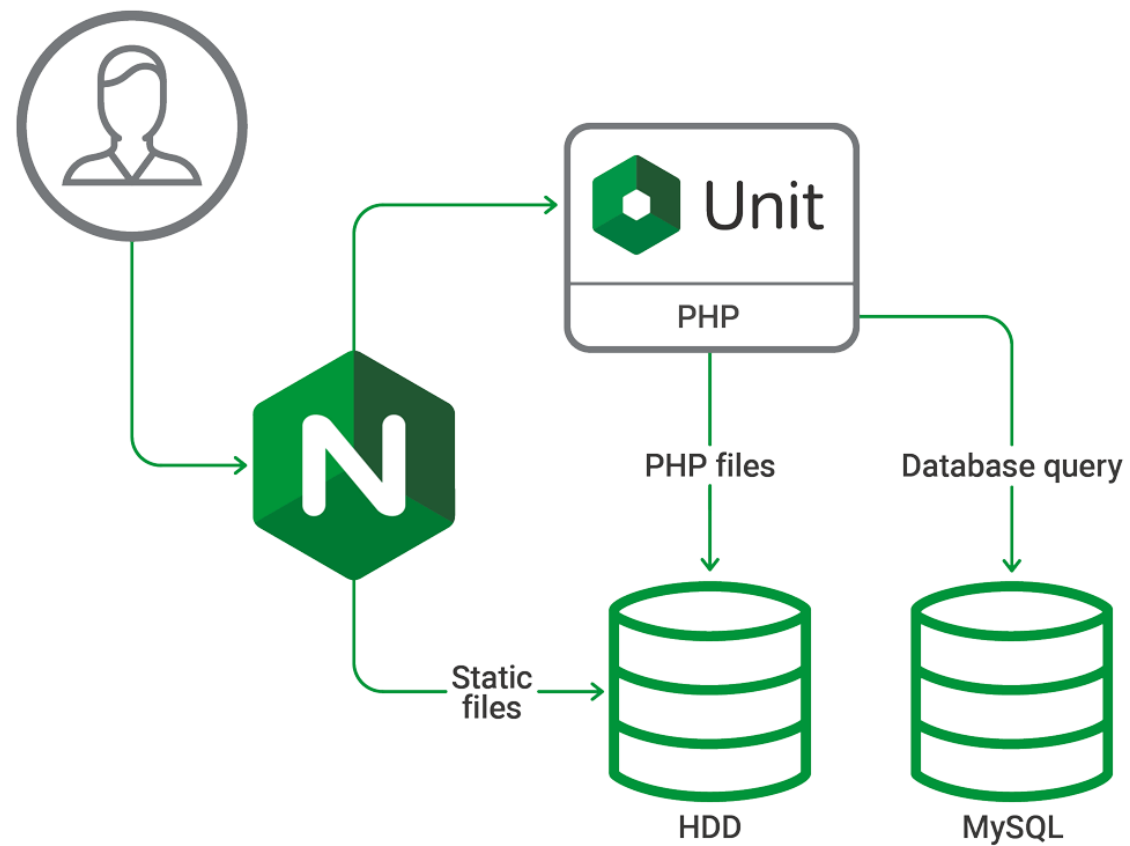 Unit
PHP
N
PHP files
Database query
Static
files
HDD
MySQL